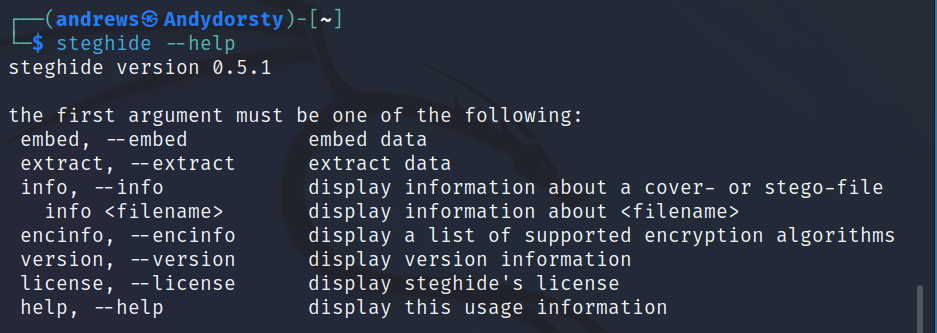 ┌──(andrews㉿Andydorsty)-[~]
└─$ steghide --help
steghide version 0.5.1

the first argument must be one of the following:
 embed, --embed          embed data
 extract, --extract      extract data
 info, --info            display information about a cover- or stego-file
   info <filename>       display information about <filename>
 encinfo, --encinfo      display a list of supported encryption algorithms
 version, --version      display version information
 license, --license      display steghide's license
 help, --help            display this usage information